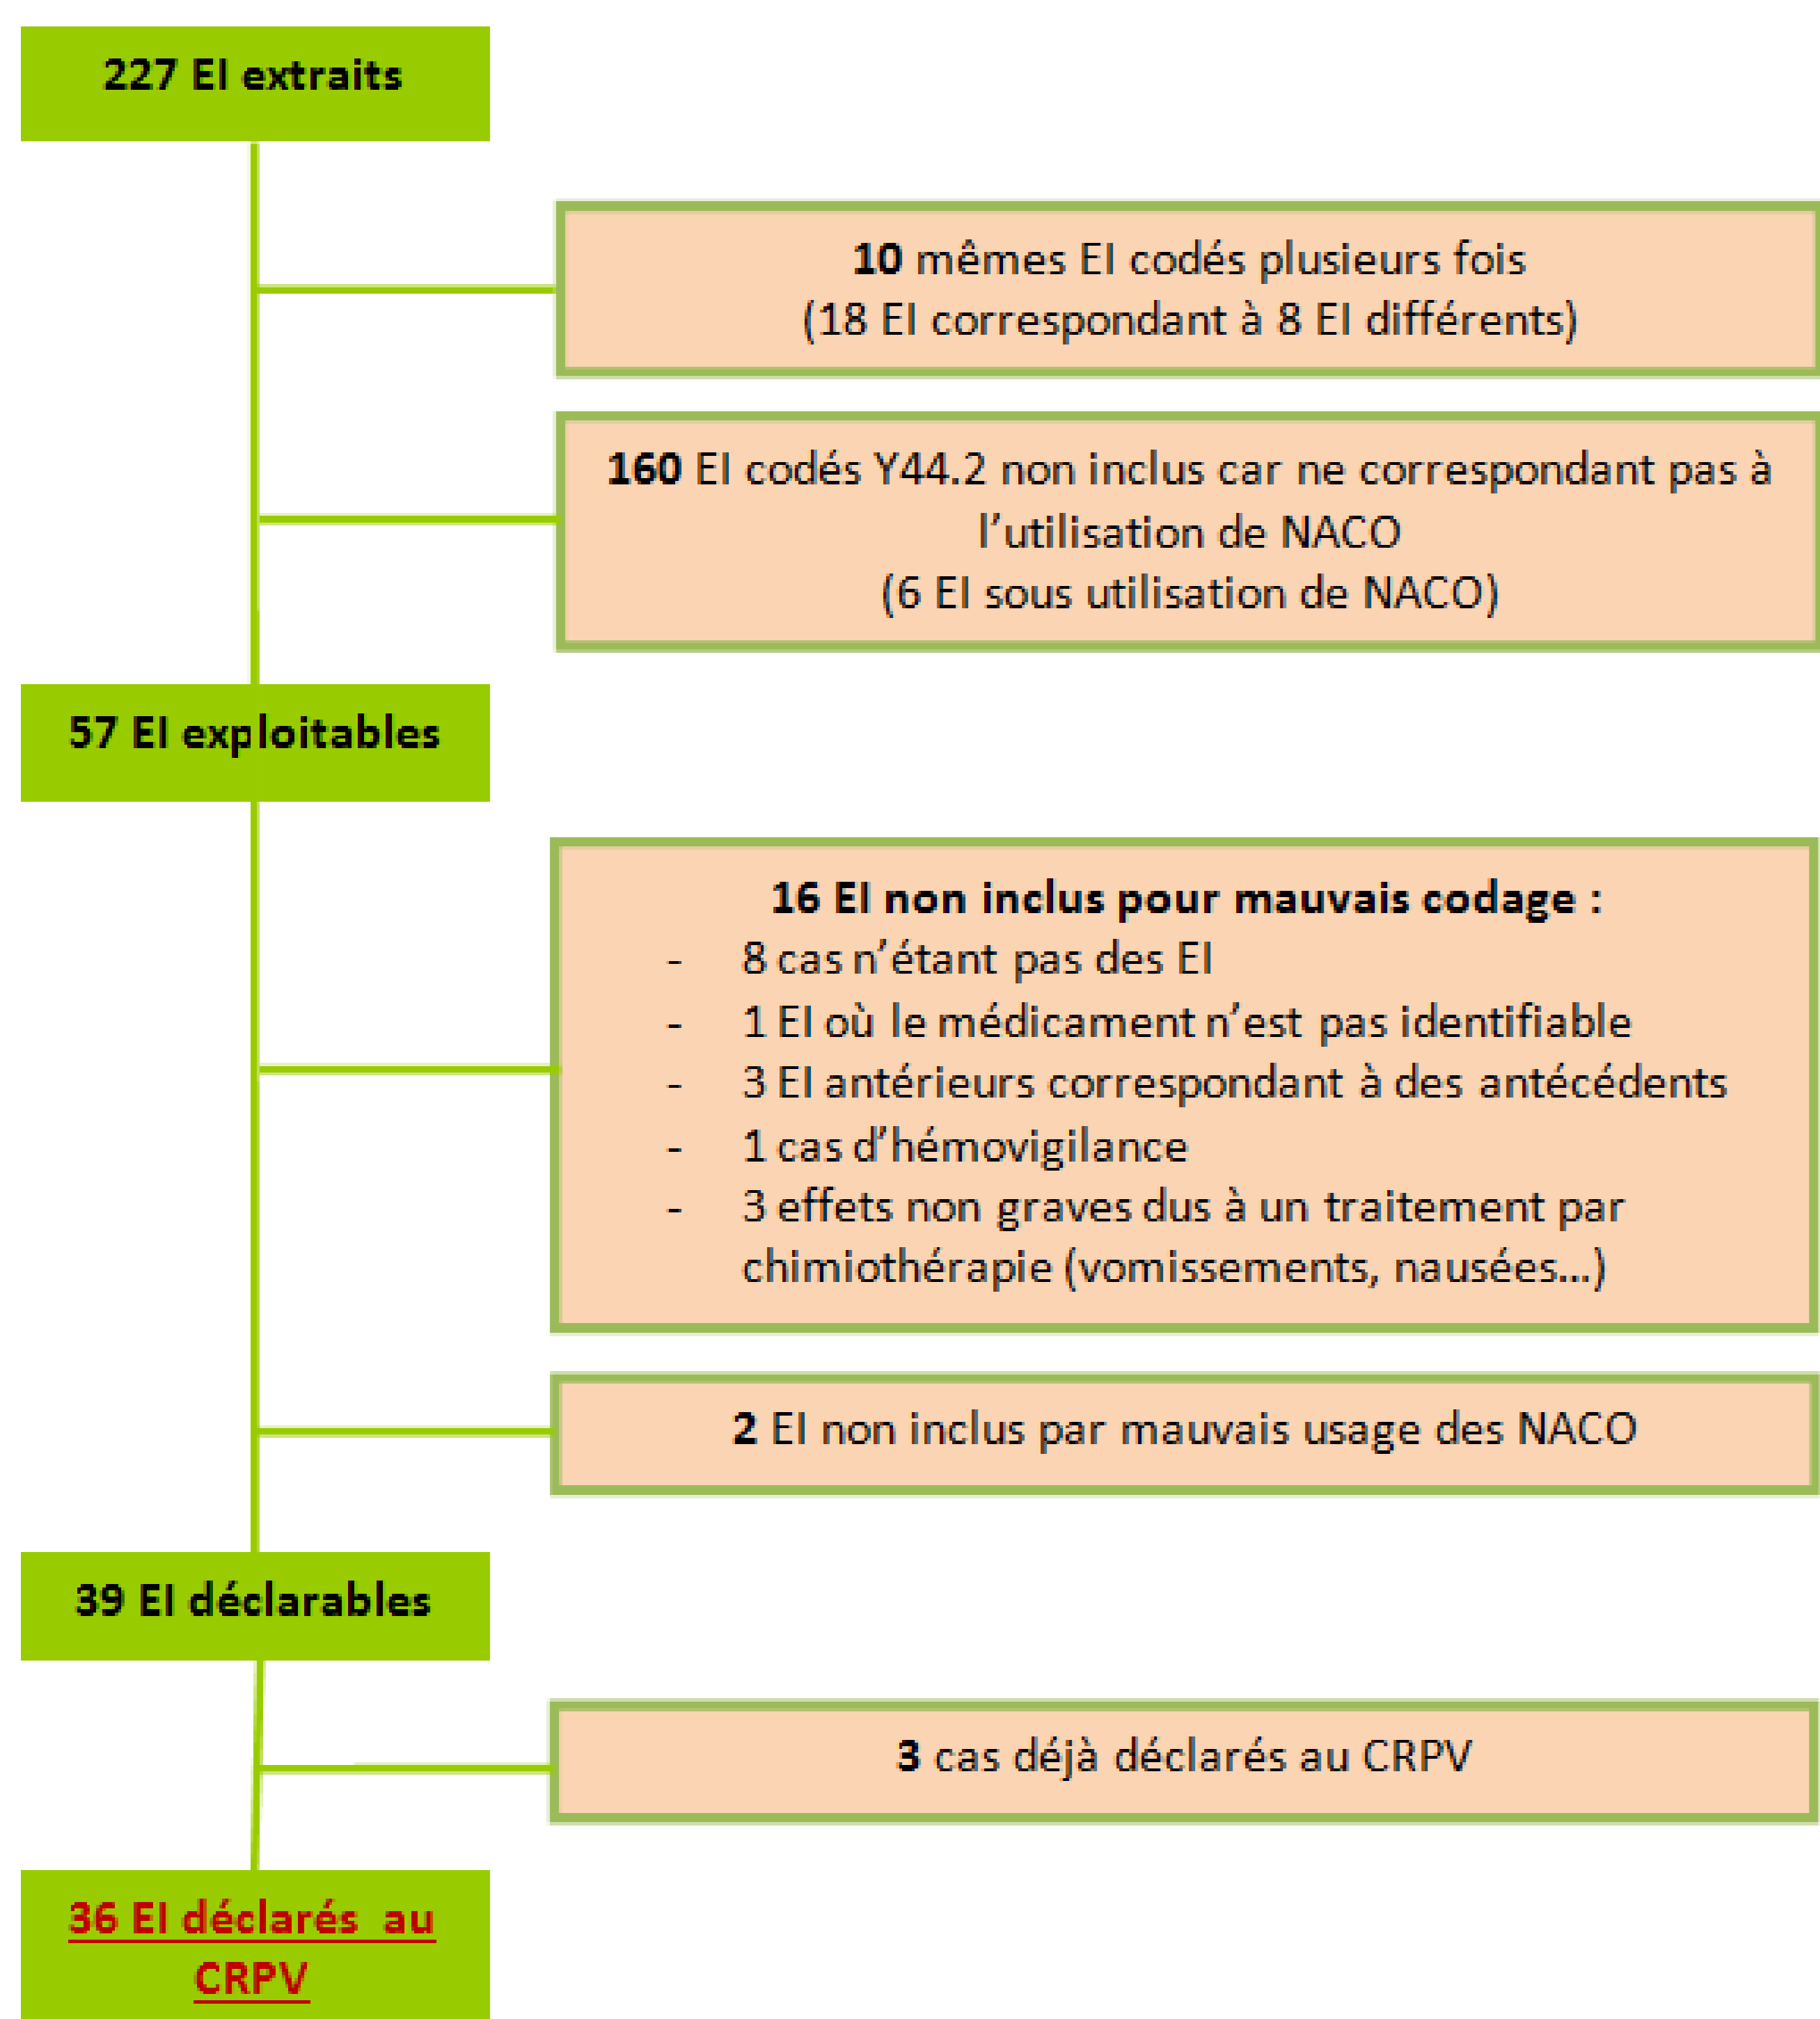 227 EI extraits
10 mêmes EI codés plusieurs fois
(18 EI correspondant à 8 EI différents)
160 EI codés Y44.2 non inclus car ne correspondant pas à
l’utilisation de NACO
(6 EI sous utilisation de NACO)
57 EI exploitables
16 EI non inclus pour mauvais codage :
- 8 cas n’étant pas des EI
- 1 EI où le médicament n’est pas identifiable
- 3 EI antérieurs correspondant à des antécédents
- 1 cas d’hémovigilance
- 3 effets non graves dus à un traitement par
chimiothérapie (vomissements, nausées…)
2 EI non inclus par mauvais usage des NACO
39 EI déclarables
3 cas déjà déclarés au CRPV
36 EI déclarés au
CRPV